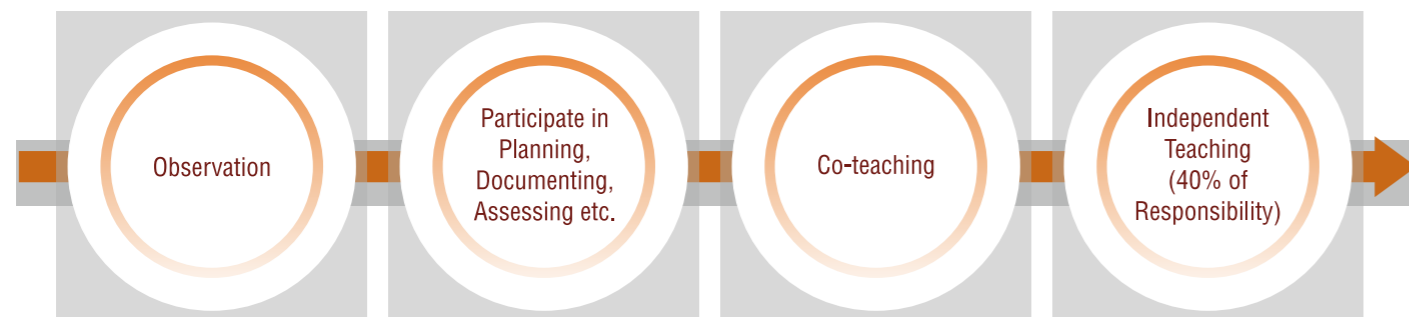 Observation
Participate in
Planning,
Documenting,
Assessing etc.
Co-teaching
Independent
Teaching
(40% of
Responsibility)